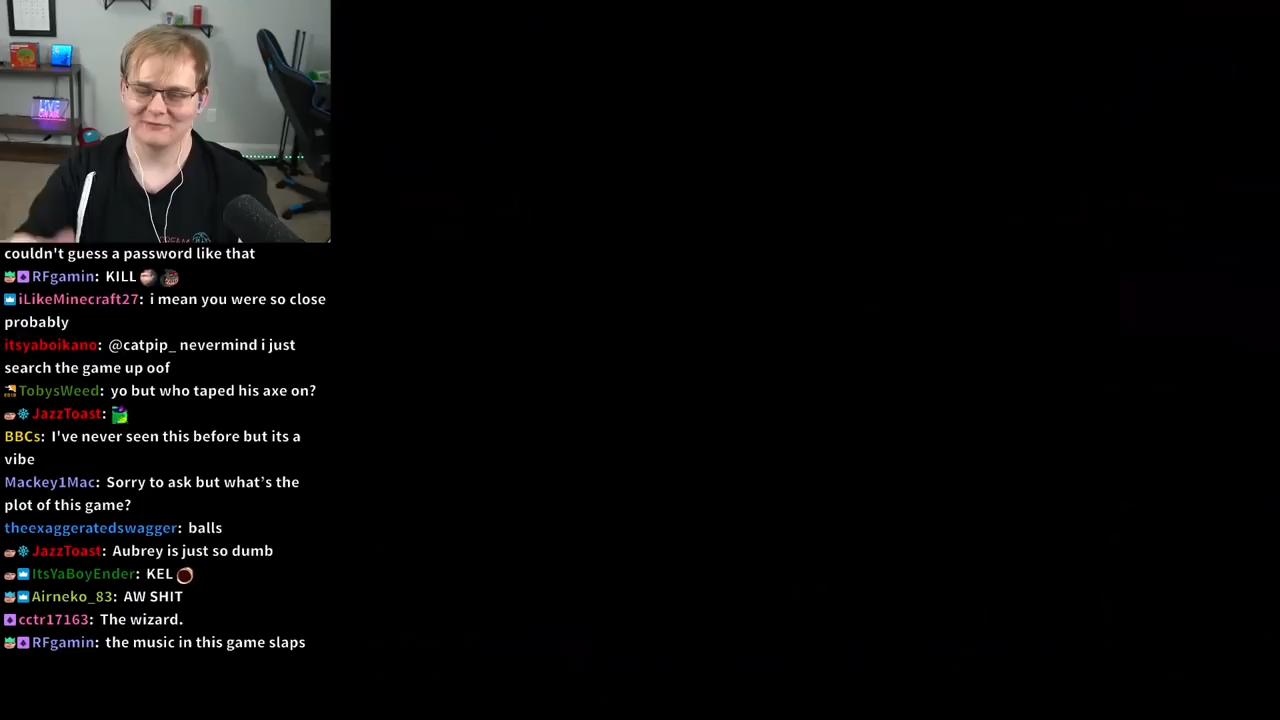 LIVE
ON AIR
couldn't guess a password like that
RFgamin: KILL
iLikeMinecraft27: i mean you were so close
probably
itsyaboikano: @catpip_ nevermind i just
search the game up oof
TobysWeed: yo but who taped his axe on?
JazzToast:
BBCs: I've never seen this before but its a
vibe
Mackey1Mac: Sorry to ask but what's the
plot of this game?
theexaggeratedswagger: balls
JazzToast: Aubrey is just so dumb
ItsYaBoyEnder: KEL
Airneko_83: AW SHIT
cctr17163: The wizard.
RFgamin: the music in this game slaps